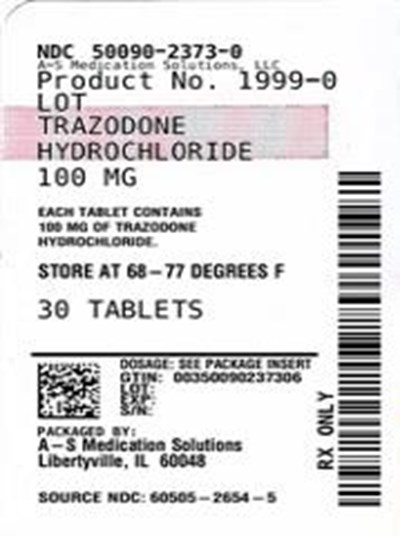 NDC 50090-2373-0
A-S Medication Solutions, LLC
Product No. 1999-0
LOT
TRAZODONE
HYDROCHLORIDE
100 MG
EACH TABLET CONTAINS
100 MG OF TRAZODONE
HYDROCHLORIDE.
STORE AT 68-77 DEGREES F
30 TABLETS
DOSAGE: SEE PACKAGE INSERT
GTIN: 00350090237306
LOT:
EXP:
S/N:
PACKAGED BY:
A-S Medication Solutions
Libertyville, IL 60048
SOURCE NDC: 60505-2654-5
RX ONLY